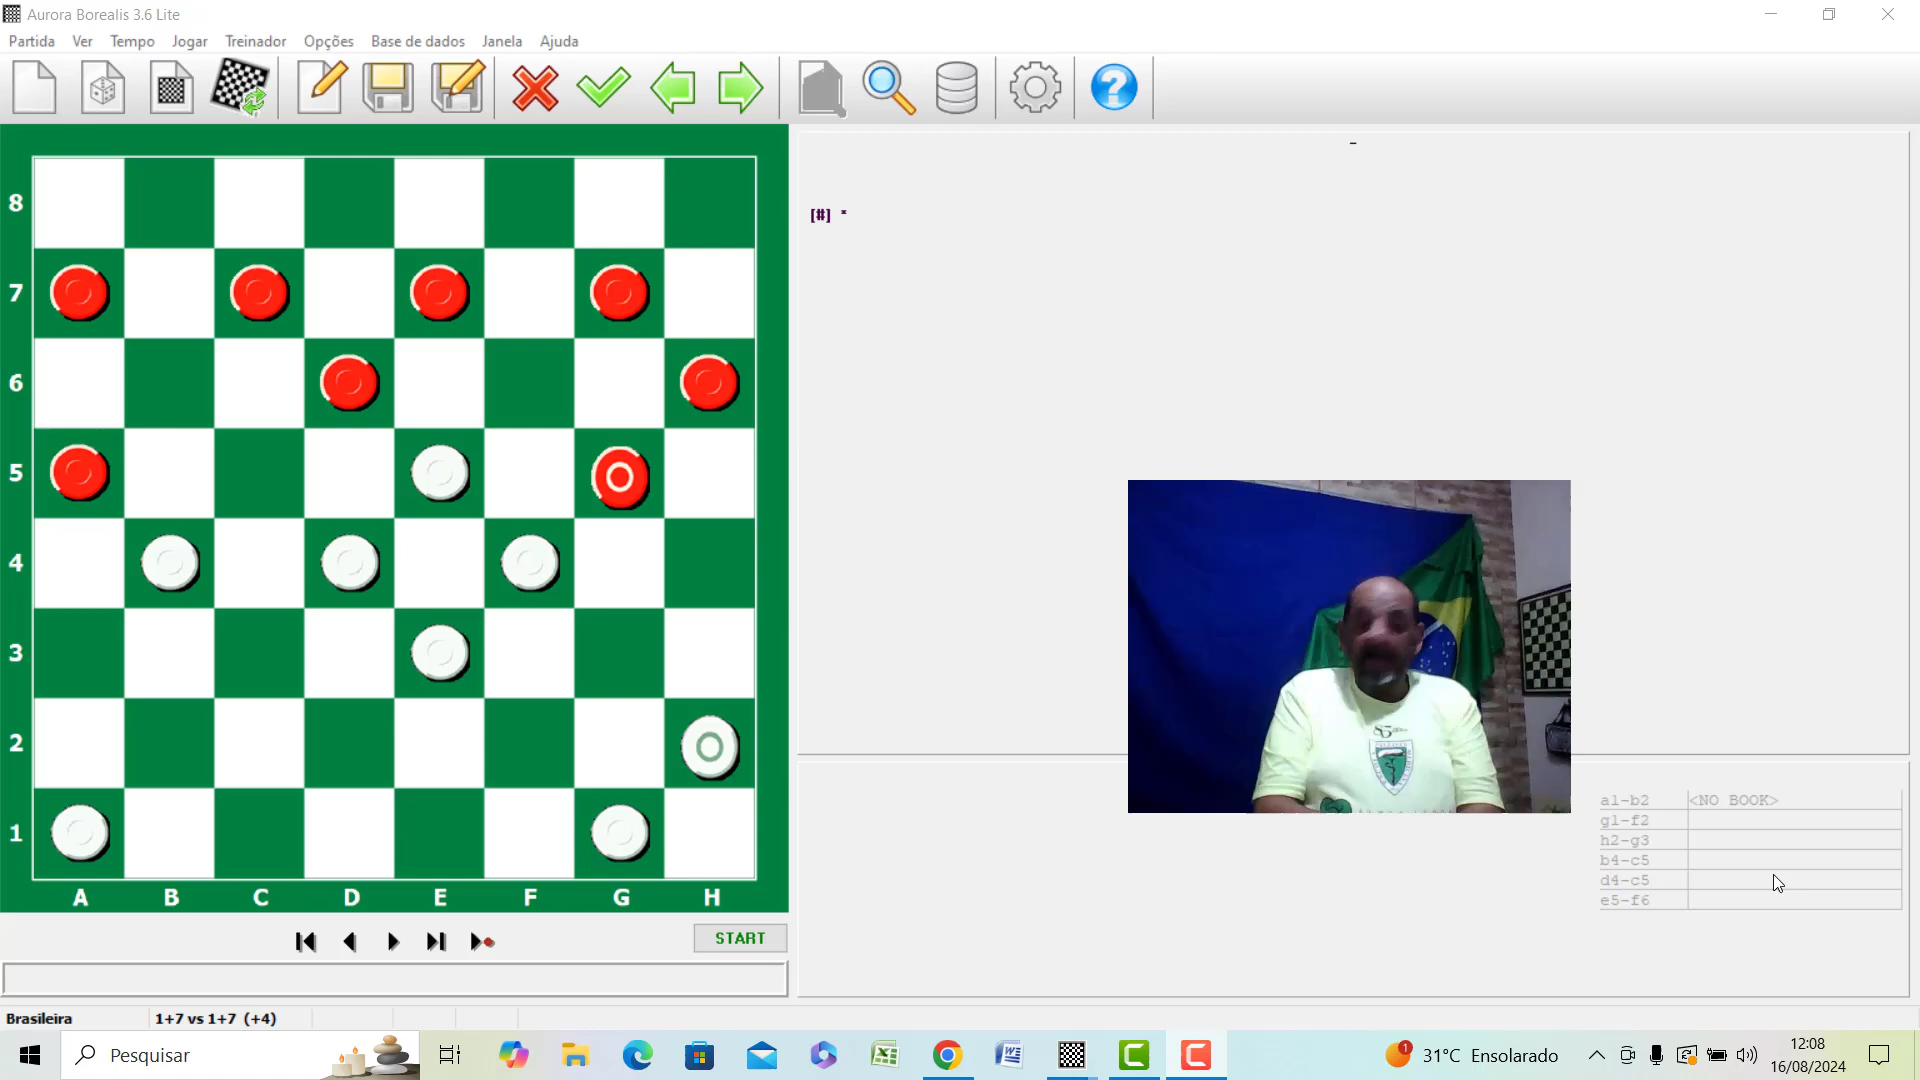 Aurora Borealis 3.6 Lite
Partida Ver Tempo Jogar Treinador Opções Base de dados Janela Ajuda
-
[#] *
8
7
6
5
4
3
2
1
A B C D E F G H
START
a1-b2 <NO BOOK>
g1-f2
h2-g3
b4-c5
d4-c5
e5-f6
Brasileira 1+7 vs 1+7 (+4)
Pesquisar
1 31°C Ensolarado
12:08
16/08/2024